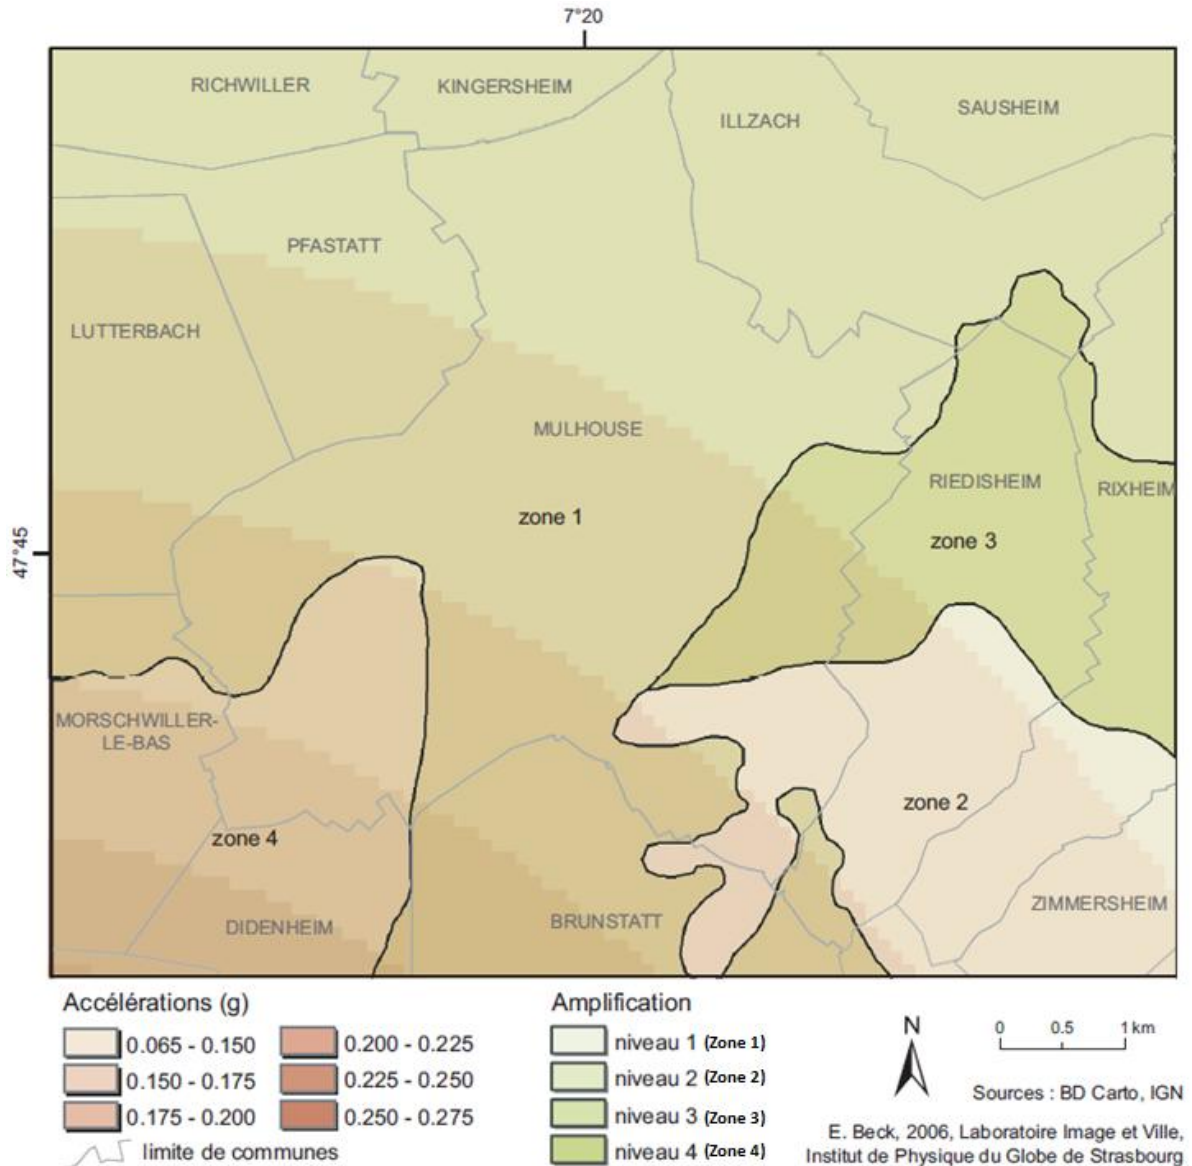 7°20
RICHWILLER
KINGERSHEIM
ILLZACH
SAUSHEIM
PFASTATT
LUTTERBACH
MULHOUSE
RIEDISHEIM
RIXHEIM
zone 1
zone 3
47°45
MORSCHWILLER-
LE-BAS
zone 2
zone 4
ZIMMERSHEIM
DIDENHEIM
BRUNSTATT
Accélérations (g)
0.065 - 0.150
0.150 - 0.175
0.175 - 0.200
0.200 - 0.225
0.225 - 0.250
0.250 - 0.275
limite de communes
Amplification
niveau 1 (Zone 1)
niveau 2 (Zone 2)
niveau 3 (Zone 3)
niveau 4 (Zone 4)
N
0 0.5 1 km
Sources : BD Carto, IGN
E. Beck, 2006, Laboratoire Image et Ville,
Institut de Physique du Globe de Strasbourg